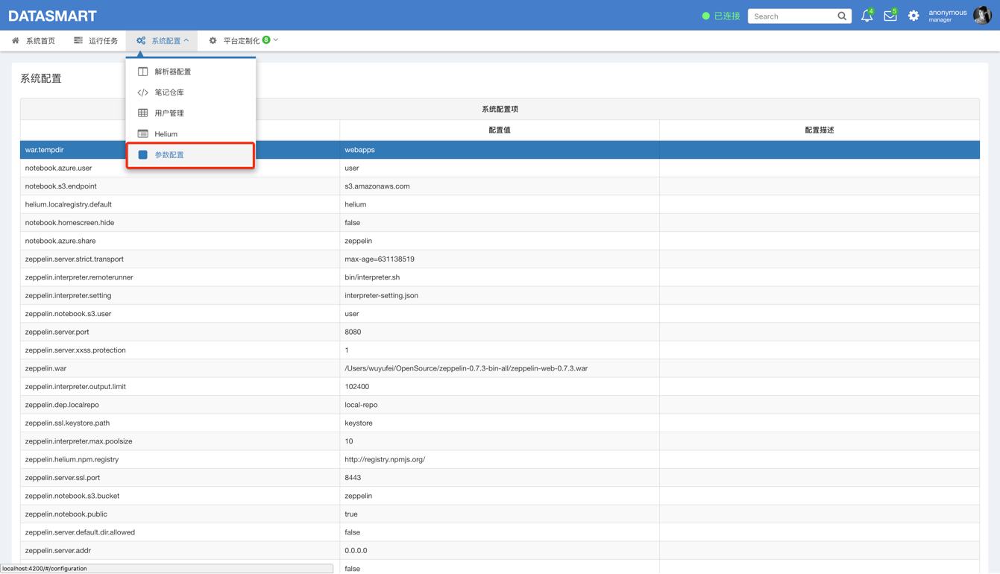 DATASMART
已连接
Search
4
5
anonymous
manager
系统首页
运行任务
系统配置
平台定制化 8
解析器配置
笔记仓库
用户管理
Helium
参数配置
系统配置
系统配置项
配置值 配置描述
war.tempdir webapps
notebook.azure.user user
notebook.s3.endpoint s3.amazonaws.com
helium.localregistry.default helium
notebook.homescreen.hide false
notebook.azure.share zeppelin
zeppelin.server.strict.transport max-age=631138519
zeppelin.interpreter.remoterunner bin/interpreter.sh
zeppelin.interpreter.setting interpreter-setting.json
zeppelin.notebook.s3.user user
zeppelin.server.port 8080
zeppelin.server.xxss.protection 1
zeppelin.war /Users/wuyufei/OpenSource/zeppelin-0.7.3-bin-all/zeppelin-web-0.7.3.war
zeppelin.interpreter.output.limit 102400
zeppelin.dep.localrepo local-repo
zeppelin.ssl.keystore.path keystore
zeppelin.interpreter.max.poolsize 10
zeppelin.helium.npm.registry http://registry.npmjs.org/
zeppelin.server.ssl.port 8443
zeppelin.notebook.s3.bucket zeppelin
zeppelin.notebook.public true
zeppelin.server.default.dir.allowed false
zeppelin.server.addr 0.0.0.0
false
localhost:4200/#/configuration